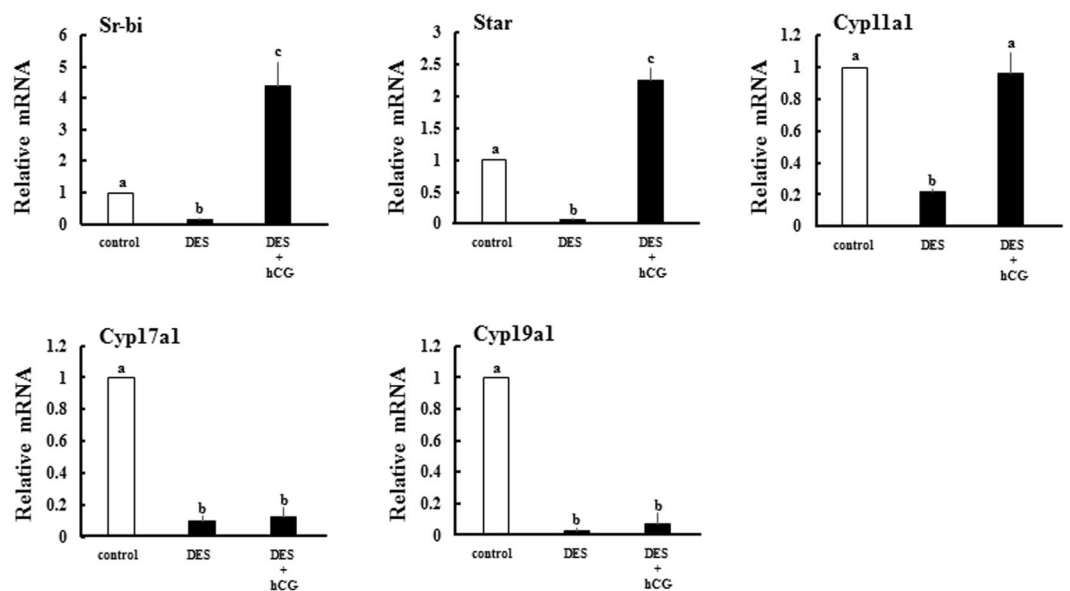 Sr-bi
Relative mRNA
6
5
4
3
2
1
0
a
b
c
control
DES
DES
+
hCG
Star
Relative mRNA
3
2.5
2
1.5
1
0.5
0
a
b
c
control
DES
DES
+
hCG
Cyp11a1
Relative mRNA
1.2
1
0.8
0.6
0.4
0.2
0
a
b
a
control
DES
DES
+
hCG
Cyp17a1
Relative mRNA
1.2
1
0.8
0.6
0.4
0.2
0
a
b
b
control
DES
DES
+
hCG
Cyp19a1
Relative mRNA
1.2
1
0.8
0.6
0.4
0.2
0
a
b
b
control
DES
DES
+
hCG